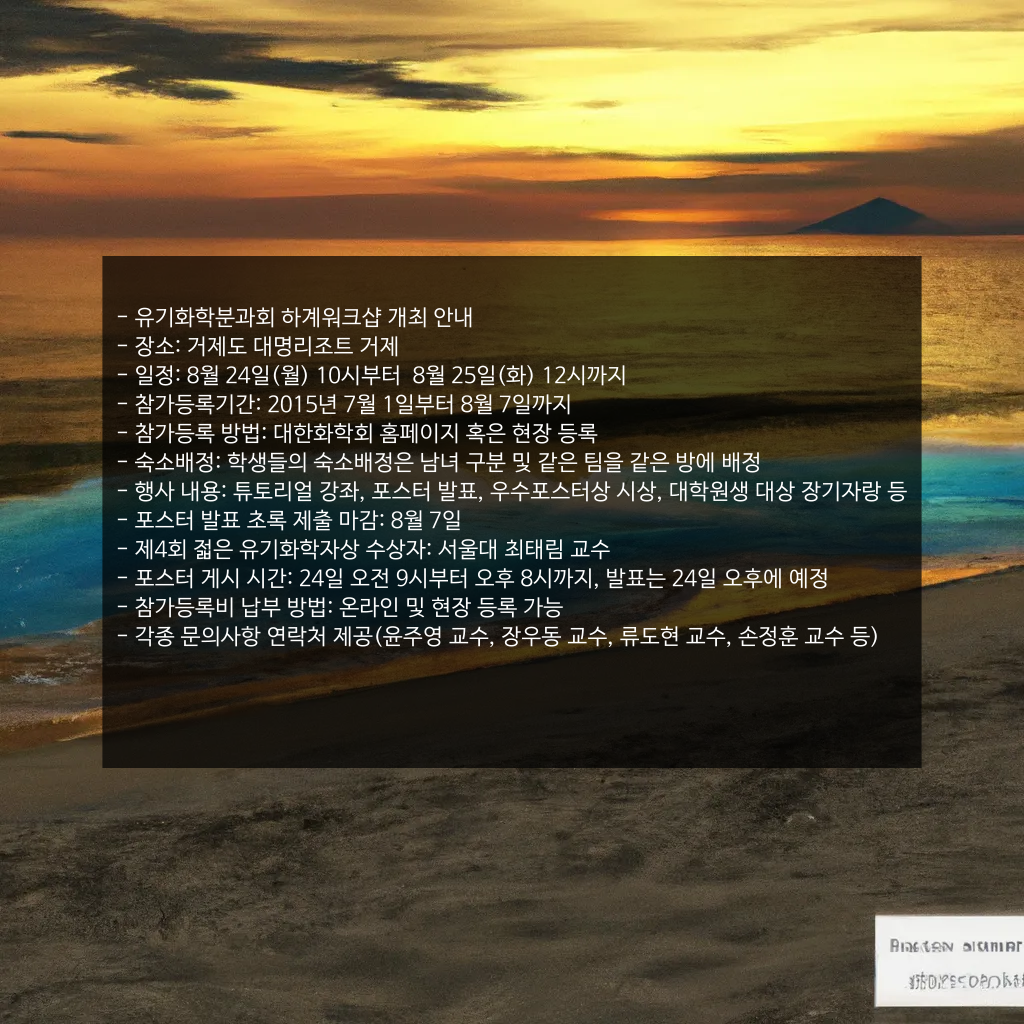 - 유기화학분과회 하계워크샵 개최 안내
- 장소: 거제도 대명리조트 거제
- 일정: 8월 24일(월) 10시부터  8월 25일(화) 12시까지
- 참가등록기간: 2015년 7월 1일부터 8월 7일까지
- 참가등록 방법: 대한화학회 홈페이지 혹은 현장 등록
- 숙소배정: 학생들의 숙소배정은 남녀 구분 및 같은 팀을 같은 방에 배정
- 행사 내용: 튜토리얼 강좌, 포스터 발표, 우수포스터상 시상, 대학원생 대상 장기자랑 등
- 포스터 발표 초록 제출 마감: 8월 7일
- 제4회 젊은 유기화학자상 수상자: 서울대 최태림 교수
- 포스터 게시 시간: 24일 오전 9시부터 오후 8시까지, 발표는 24일 오후에 예정
- 참가등록비 납부 방법: 온라인 및 현장 등록 가능
- 각종 문의사항 연락처 제공(윤주영 교수, 장우동 교수, 류도현 교수, 손정훈 교수 등)